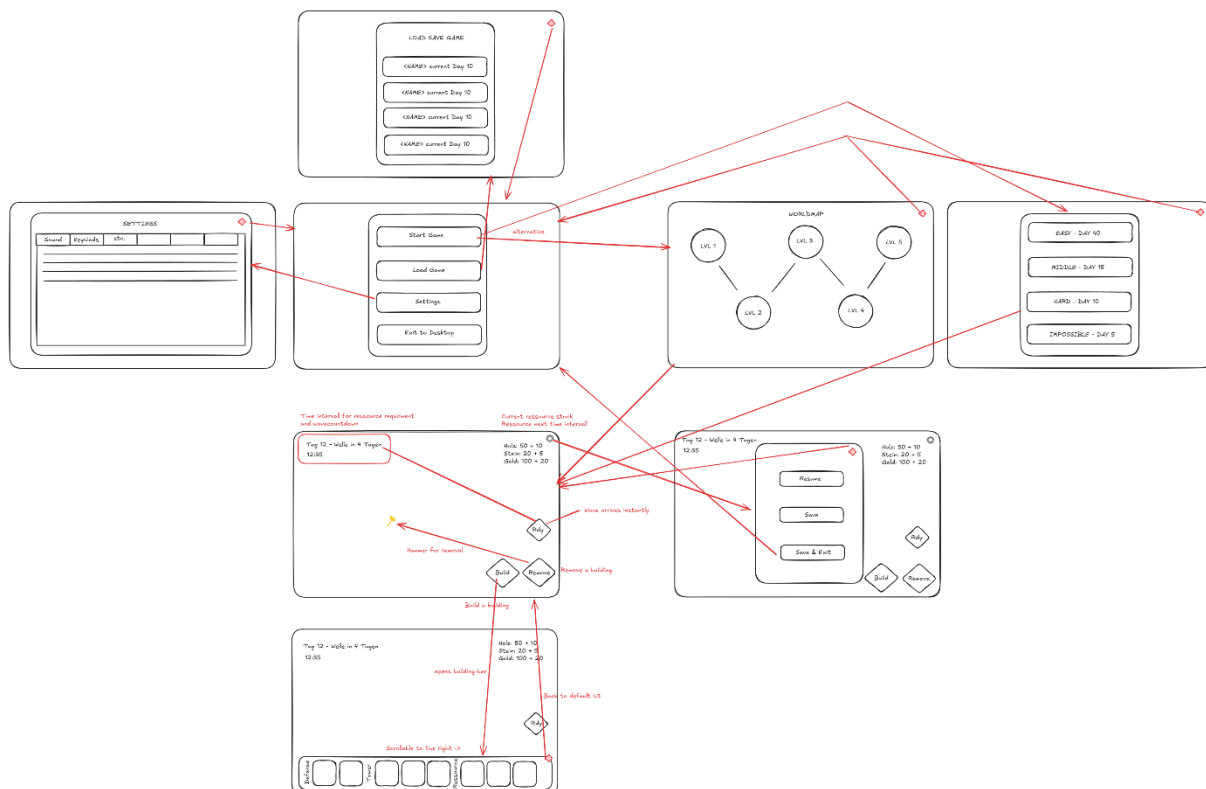 LOAD SAVE GAME
<NAME> current Day 10
<NAME> current Day 10
<NAME> current Day 10
<NAME> current Day 10
SETTINGS
Sound
Keybinds
etc.
Start Game
Load Game
Settings
Exit to Desktop
alternative
WORLDMAP
LVL 1
LVL 3
LVL 5
LVL 2
LVL 4
EASY - DAY 40
MIDDLE - DAY 15
HARD - DAY 10
IMPOSSIBLE - DAY 5
Time intervall for ressource requirment
and wavecountdown
Current ressource stock
Ressource next time intervall
Tag 12 - Welle in 4 Tagen
12:35
Holz: 50 + 10
Stein: 20 + 5
Gold: 100 + 20
Rdy
Wave arrives instantly
Hammer for removal
Build
Remove
Remove a building
Build a building
Tag 12 - Welle in 4 Tagen
12:35
Holz: 50 + 10
Stein: 20 + 5
Gold: 100 + 20
Resume
Save
Save & Exit
Rdy
Build
Remove
Tag 12 - Welle in 4 Tagen
12:35
Holz: 50 + 10
Stein: 20 + 5
Gold: 100 + 20
opens building-bar
Back to default UI
Rdy
Scrollable to the right ->
Defense
Tower
Ressource